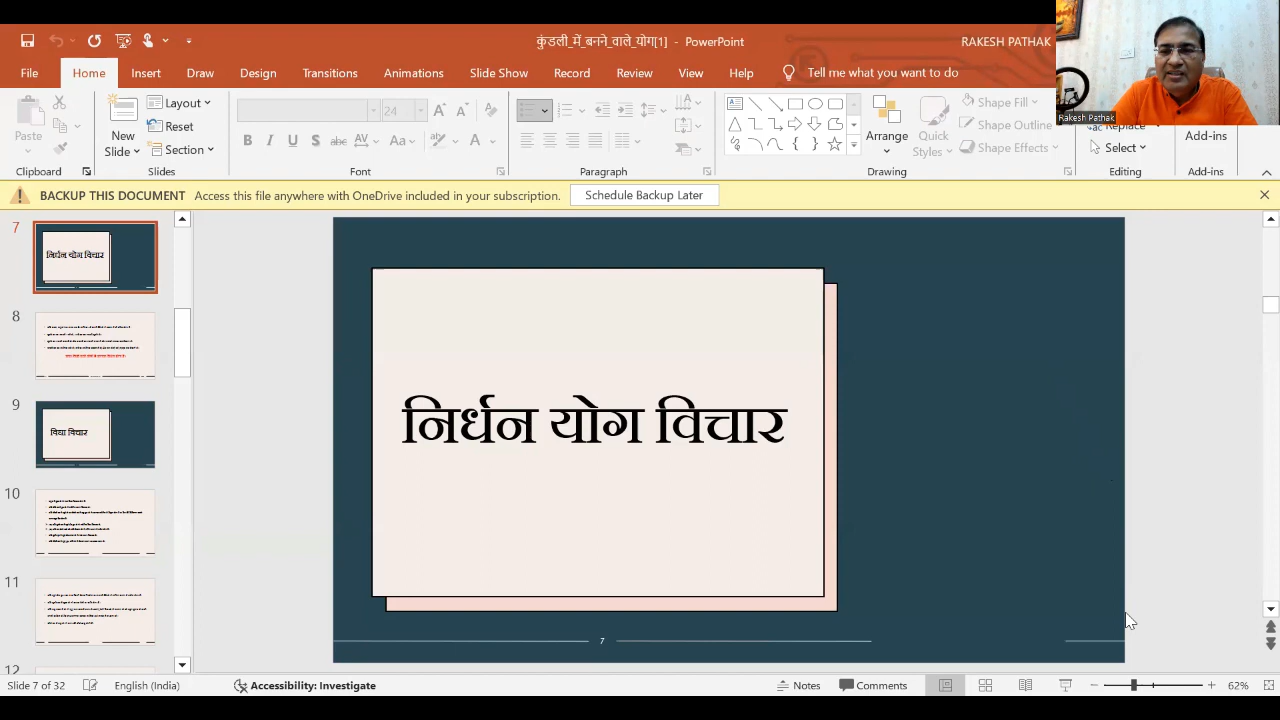 कुंडली_में_बनने_वाले_योग[1] - PowerPoint
RAKESH PATHAK
File Home Insert Draw Design Transitions Animations Slide Show Record Review View Help Tell me what you want to do
Paste
New
Slide
Layout
Reset
Section
24
Arrange
Quick
Styles
Shape Fill
Shape Outline
Shape Effects
Replace
Select
Add-ins
Rakesh Pathak
Clipboard Slides Font Paragraph Drawing Editing Add-ins
BACKUP THIS DOCUMENT Access this file anywhere with OneDrive included in your subscription. Schedule Backup Later
7
निर्धन योग विचार
8
9
विद्या विचार
10
11
12
निर्धन योग विचार
7
Slide 7 of 32 English (India) Accessibility: Investigate Notes Comments 62%